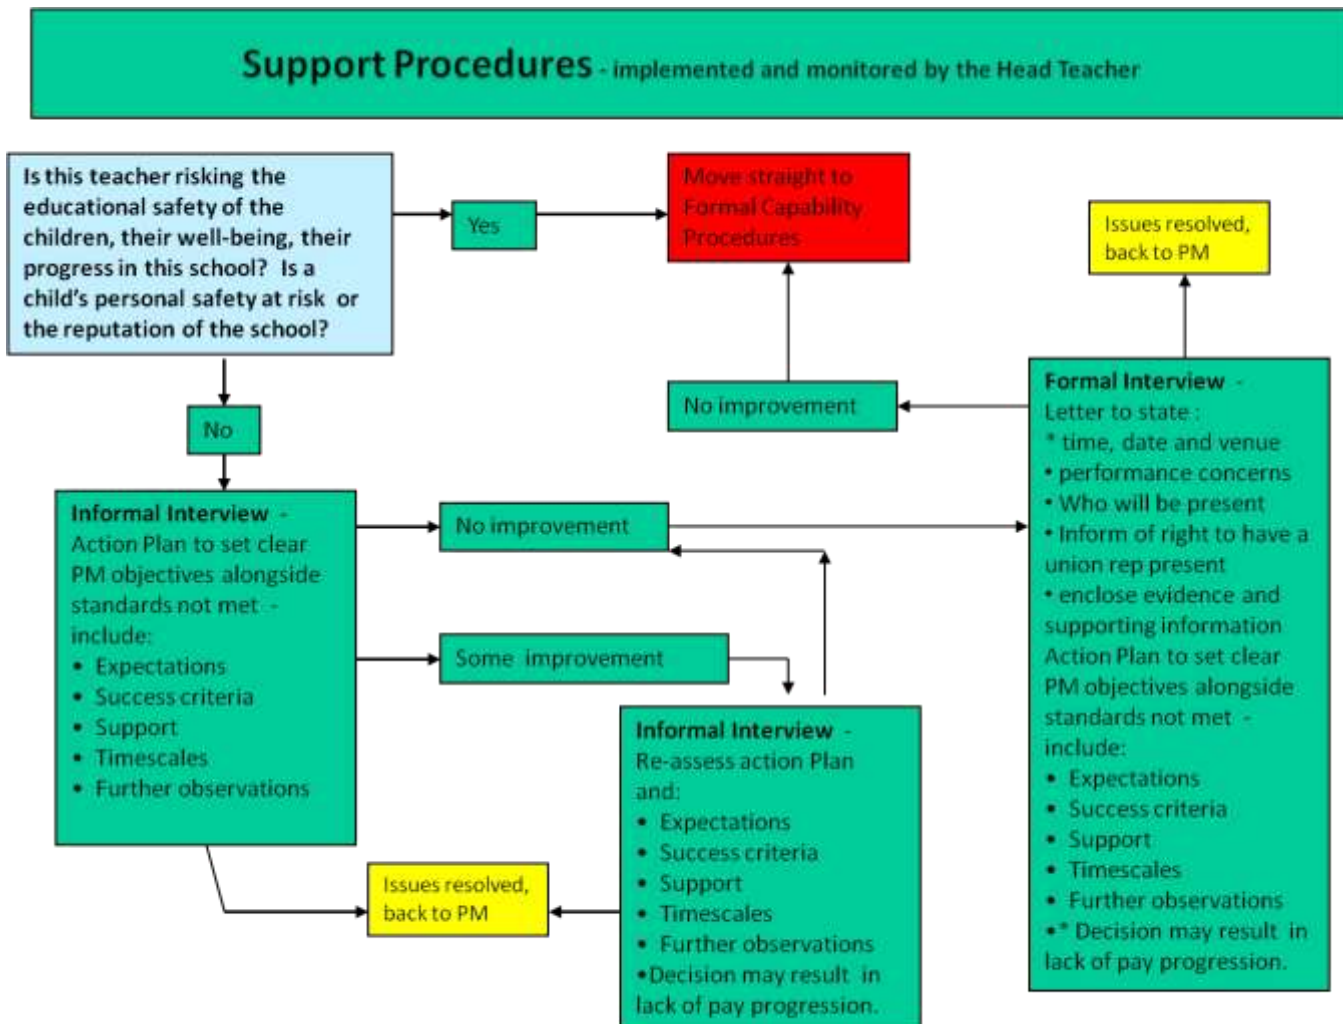 Support Procedures - implemented and monitored by the Head Teacher
Is this teacher risking the
educational safety of the
children, their well-being, their
progress in this school? Is a
child's personal safety at risk or
the reputation of the school?
Yes
Move straight to
Formal Capability
Procedures
Issues resolved,
back to PM
No
No improvement
Informal Interview -
Action Plan to set clear
PM objectives alongside
standards not met -
include:
• Expectations
• Success criteria
• Support
• Timescales
• Further observations
No improvement
Some improvement
Informal Interview -
Re-assess action Plan
and:
• Expectations
• Success criteria
• Support
• Timescales
• Further observations
•Decision may result in
lack of pay progression.
Issues resolved,
back to PM
Formal Interview -
Letter to state :
* time, date and venue
• performance concerns
• Who will be present
• Inform of right to have a
union rep present
• enclose evidence and
supporting information
Action Plan to set clear
PM objectives alongside
standards not met -
include:
• Expectations
• Success criteria
• Support
• Timescales
• Further observations
•* Decision may result in
lack of pay progression.